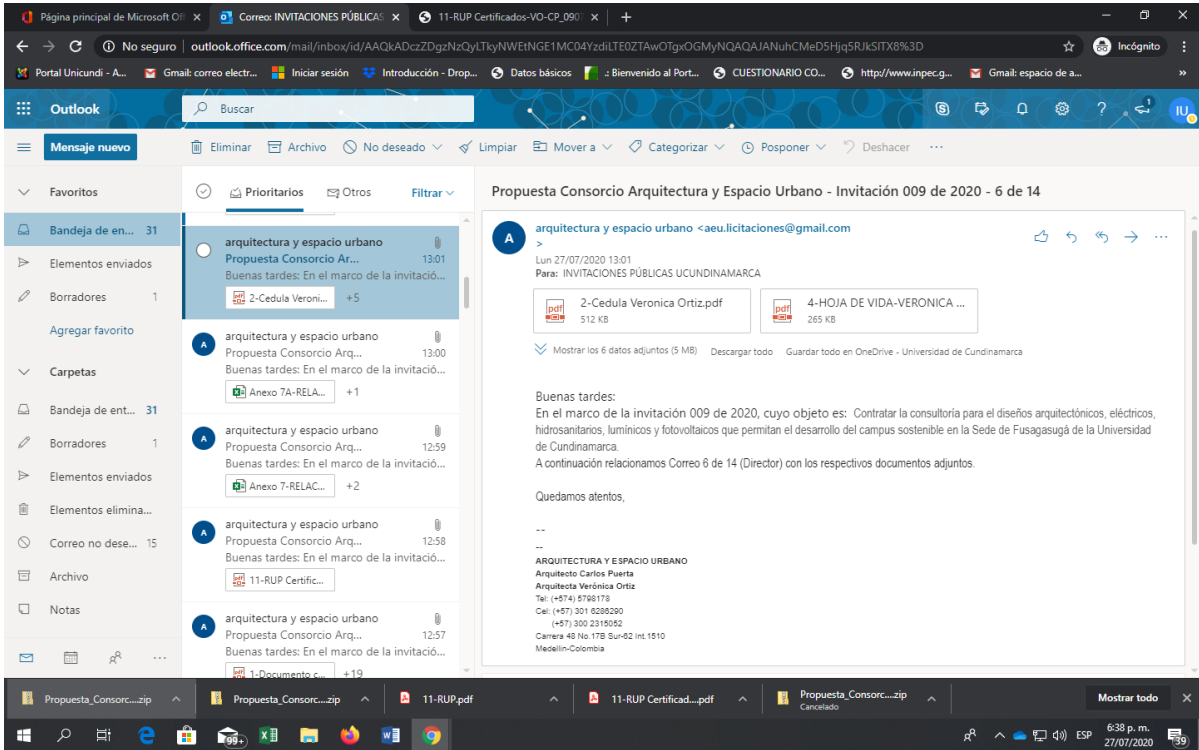 Página principal de Microsoft Off
Correo: INVITACIONES PÚBLICAS
11-RUP Certificados-VO-CP_0907
No seguro | outlook.office.com/mail/inbox/id/AAQkADczZDgzNzQyLTkyNWEtNGE1MC04YzdiLTE0ZTAwOTgxOGMyNQAQAJANuhCMeD5Hjq5RJkSITX8%3D
Incógnito
Portal Unicundi - A...
Gmail: correo electr...
Iniciar sesión
Introducción - Drop...
Datos básicos
.: Bienvenido al Port...
CUESTIONARIO CO...
http://www.inpec.g...
Gmail: espacio de a...
»
Outlook
Buscar
1
IU
Mensaje nuevo
Eliminar
Archivo
No deseado
Limpiar
Mover a
Categorizar
Posponer
Deshacer
...
Favoritos
Bandeja de en... 31
Elementos enviados
Borradores 1
Agregar favorito
Carpetas
Bandeja de ent... 31
Borradores 1
Elementos enviados
Elementos elimina...
Correo no dese... 15
Archivo
Notas
Prioritarios
Otros
Filtrar
arquitectura y espacio urbano
Propuesta Consorcio Ar... 13:01
Buenas tardes: En el marco de la invitació...
pdf 2-Cedula Veroni... +5
A
arquitectura y espacio urbano
Propuesta Consorcio Arq... 13:00
Buenas tardes: En el marco de la invitació...
Anexo 7A-RELA... +1
A
arquitectura y espacio urbano
Propuesta Consorcio Arq... 12:59
Buenas tardes: En el marco de la invitació...
Anexo 7-RELAC... +2
A
arquitectura y espacio urbano
Propuesta Consorcio Arq... 12:58
Buenas tardes: En el marco de la invitació...
pdf 11-RUP Certific...
A
arquitectura y espacio urbano
Propuesta Consorcio Arq... 12:57
Buenas tardes: En el marco de la invitació...
pdf 1-Documento c... +19
Propuesta Consorcio Arquitectura y Espacio Urbano - Invitación 009 de 2020 - 6 de 14
A
arquitectura y espacio urbano <aeu.licitaciones@gmail.com
>
Lun 27/07/2020 13:01
Para: INVITACIONES PÚBLICAS UCUNDINAMARCA
pdf
2-Cedula Veronica Ortiz.pdf
512 KB
pdf
4-HOJA DE VIDA-VERONICA ...
265 KB
Mostrar los 6 datos adjuntos (5 MB) Descargar todo Guardar todo en OneDrive - Universidad de Cundinamarca
Buenas tardes:
En el marco de la invitación 009 de 2020, cuyo objeto es: Contratar la consultoría para el diseños arquitectónicos, eléctricos,
hidrosanitarios, lumínicos y fotovoltaicos que permitan el desarrollo del campus sostenible en la Sede de Fusagasugá de la Universidad
de Cundinamarca.
A continuación relacionamos Correo 6 de 14 (Director) con los respectivos documentos adjuntos.
Quedamos atentos,
--
--
ARQUITECTURA Y ESPACIO URBANO
Arquitecto Carlos Puerta
Arquitecta Verónica Ortiz
Tel: (+574) 5798178
Cel: (+57) 301 6286290
(+57) 300 2315052
Carrera 48 No. 17B Sur-62 Int.1510
Medellin-Colombia
Propuesta_Consorc....zip
Propuesta_Consorc....zip
11-RUP.pdf
11-RUP Certificad....pdf
Propuesta_Consorc....zip
Cancelado
Mostrar todo
99+
ESP
6:38 p. m.
27/07/2020
39